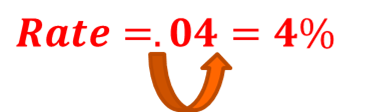 Rate =.04 = 4%